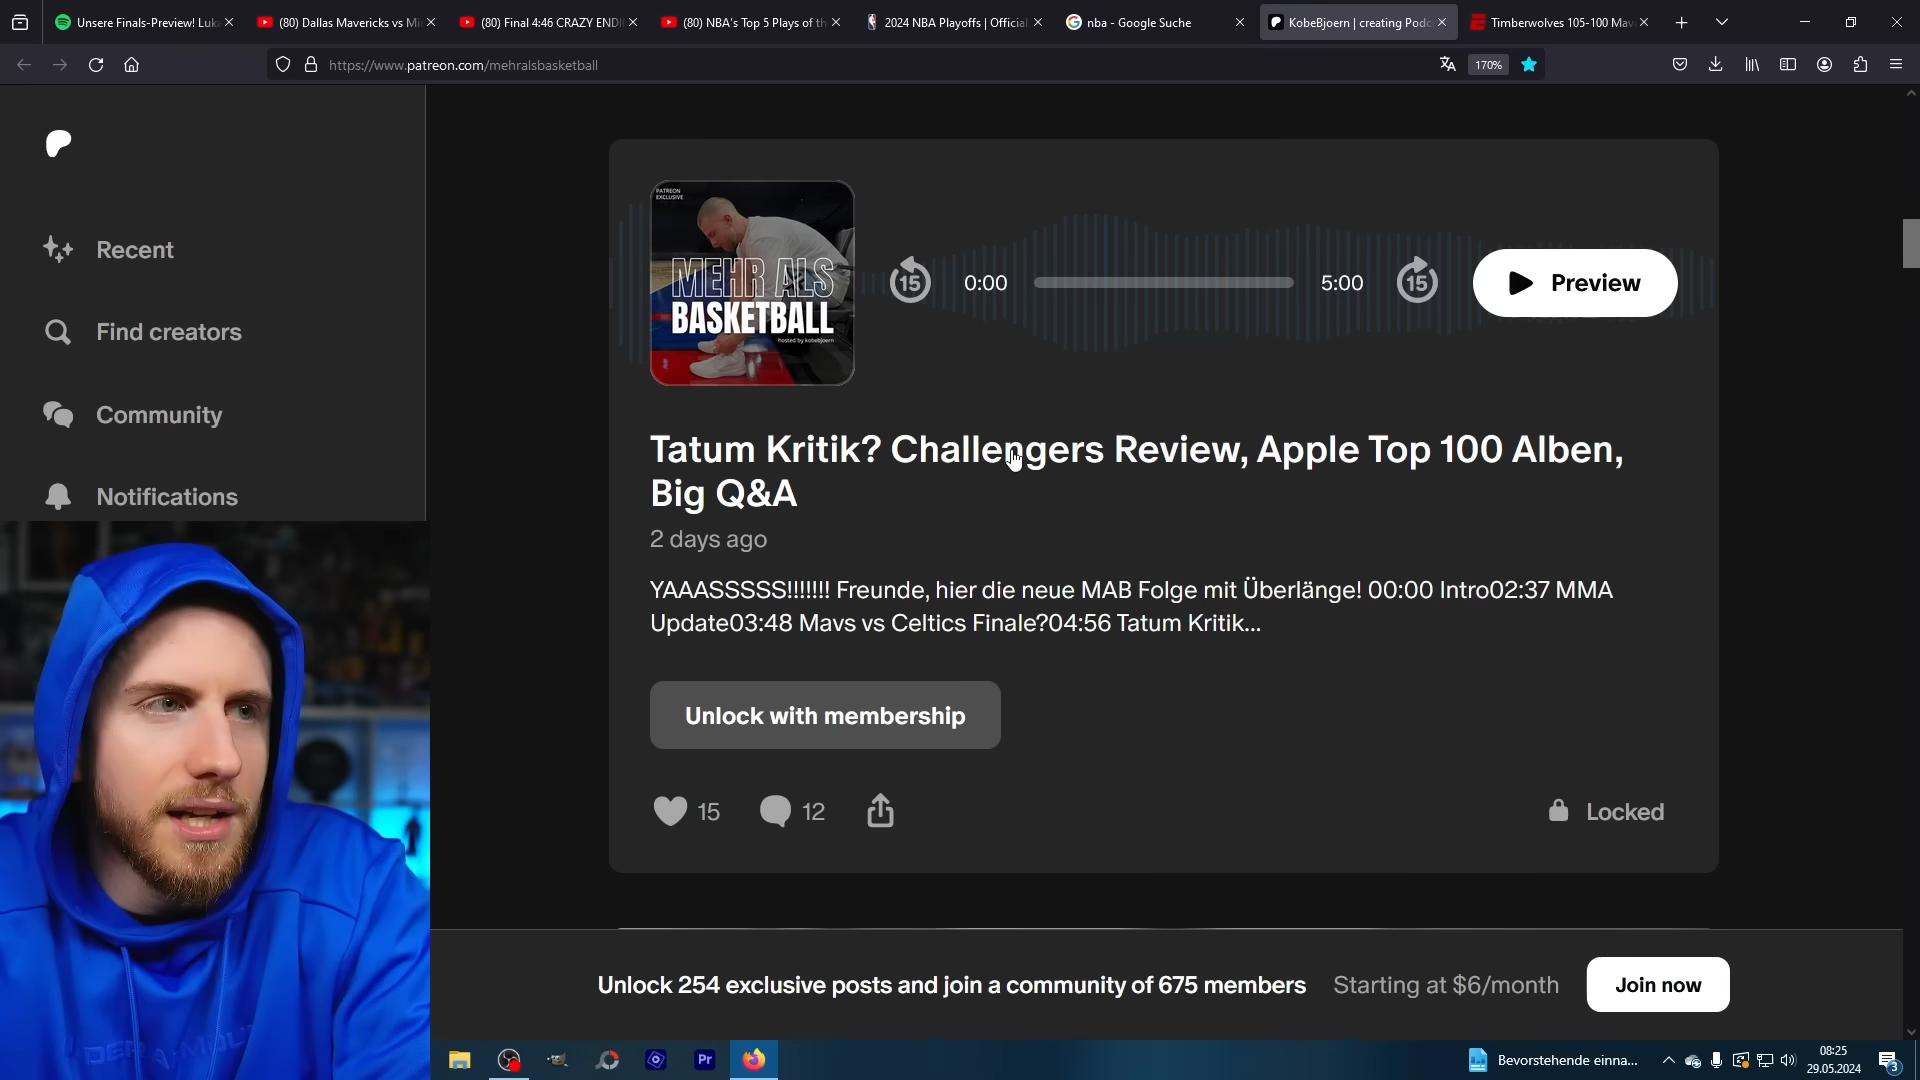 Unsere Finals-Preview! Luk
(80) Dallas Mavericks vs Mi
(80) Final 4:46 CRAZY ENDI
(80) NBA's Top 5 Plays of th
2024 NBA Playoffs | Official
nba - Google Suche
KobeBjoern | creating Podc
Timberwolves 105-100 Mav
https://www.patreon.com/mehralsbasketball
170%
Recent
Find creators
Community
Notifications
PATREON
EXCLUSIVE
MEHR ALS
BASKETBALL
hosted by kobebjoern
15
0:00
5:00
15
Preview
Tatum Kritik? Challengers Review, Apple Top 100 Alben,
Big Q&A
2 days ago
YAAASSSSS!!!!!!! Freunde, hier die neue MAB Folge mit Überlänge! 00:00 Intro02:37 MMA
Update03:48 Mavs vs Celtics Finale?04:56 Tatum Kritik...
Unlock with membership
15
12
Locked
Unlock 254 exclusive posts and join a community of 675 members
Starting at $6/month
Join now
UNDER ARMOUR
Pr
Bevorstehende einna...
08:25
29.05.2024
3